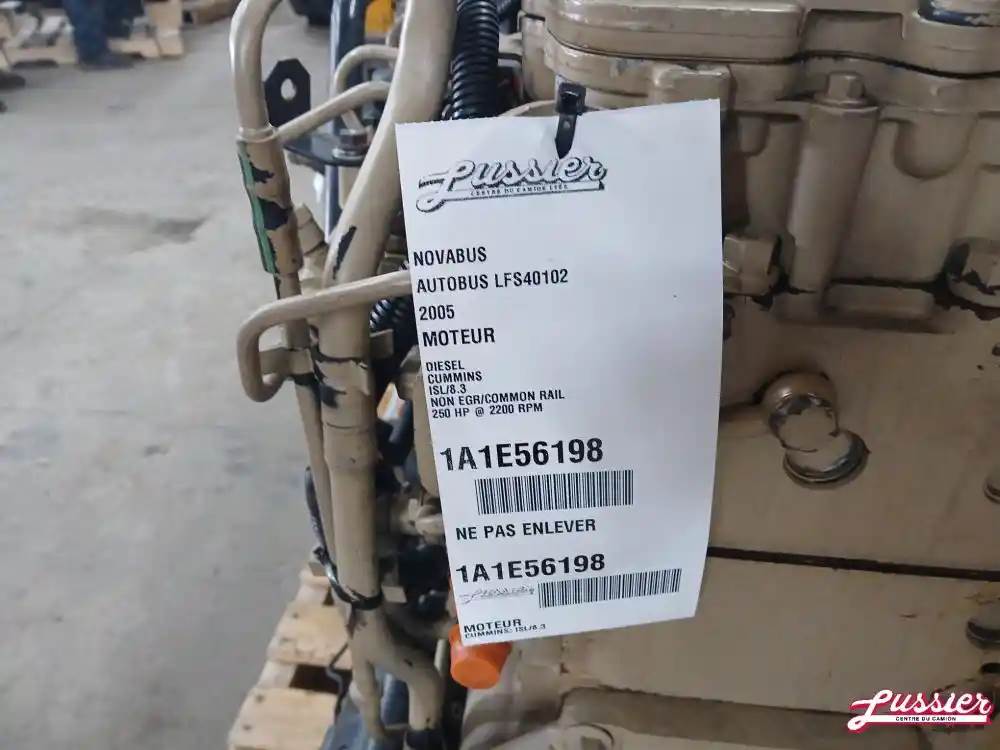 Lussier
CENTRE DU CAMION LTÉE
NOVABUS
AUTOBUS LFS40102
2005
MOTEUR
DIESEL
CUMMINS
ISL/8.3
NON EGR/COMMON RAIL
250 HP @ 2200 RPM
1A1E56198
NE PAS ENLEVER
1A1E56198
Lussier
MOTEUR
CUMMINS: ISL/8.3
Lussier
CENTRE DU CAMION